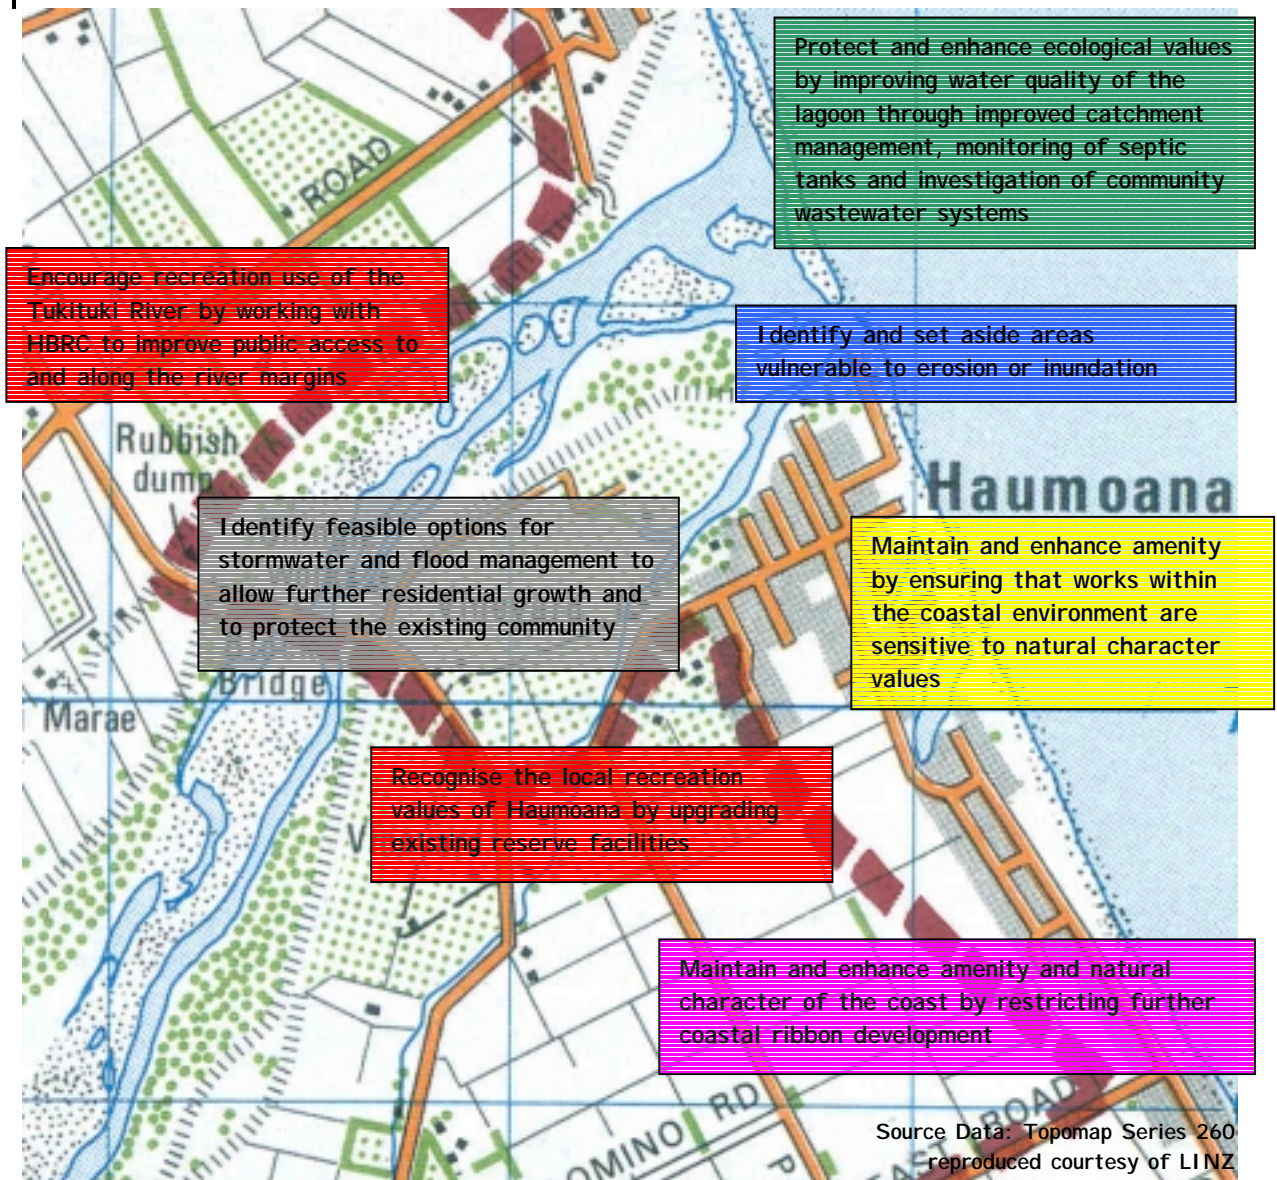 Protect and enhance ecological values
by improving water quality of the
lagoon through improved catchment
management, monitoring of septic
tanks and investigation of community
wastewater systems
ROAD
Encourage recreation use of the
Tukituki River by working with
HBRC to improve public access to
and along the river margins
Identify and set aside areas
vulnerable to erosion or inundation
Rubbish
dump
Haumoana
Identify feasible options for
stormwater and flood management to
allow further residential growth and
to protect the existing community
Maintain and enhance amenity
by ensuring that works within
the coastal environment are
sensitive to natural character
values
Bridge
Marae
Recognise the local recreation
values of Haumoana by upgrading
existing reserve facilities
Maintain and enhance amenity and natural
character of the coast by restricting further
coastal ribbon development
OMINO RD
P
EAST ROAD
Source Data: Topomap Series 260
reproduced courtesy of LINZ